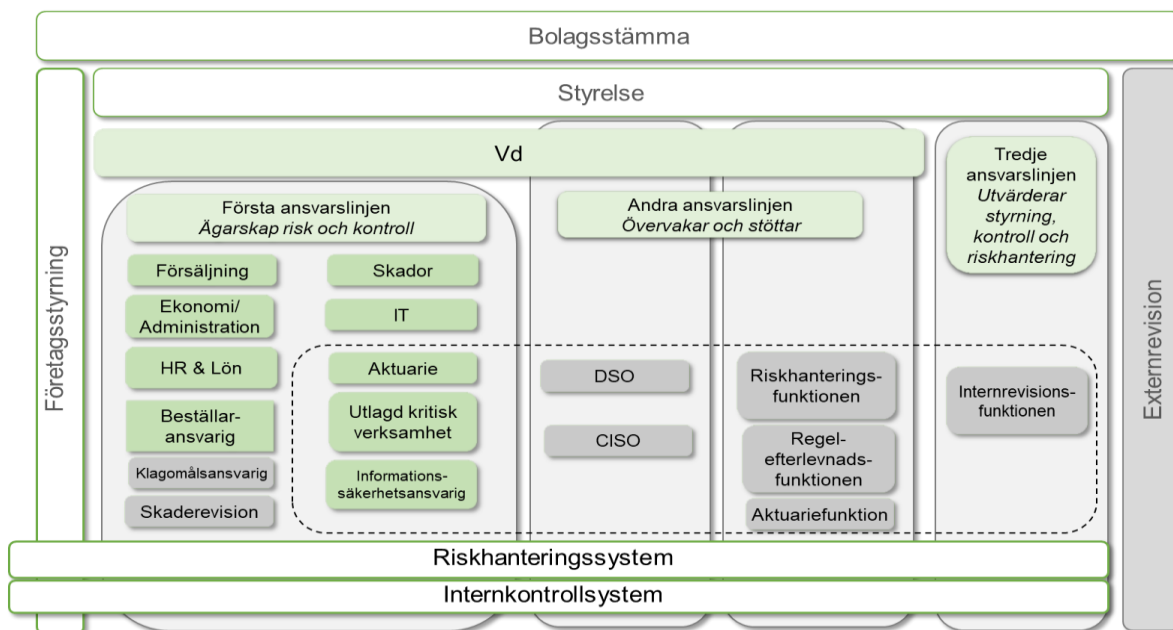 Bolagsstämma
Företagsstyrning
Styrelse
Vd
Första ansvarslinjen
Ägarskap risk och kontroll
Försäljning
Ekonomi/
Administration
HR & Lön
Beställar-
ansvarig
Klagomålsansvarig
Skaderevision
Skador
IT
Aktuarie
Utlagd kritisk
verksamhet
Informations-
säkerhetsansvarig
Andra ansvarslinjen
Övervakar och stöttar
DSO
CISO
Riskhanterings-
funktionen
Regel-
efterlevnads-
funktionen
Aktuariefunktion
Tredje
ansvarslinjen
Utvärderar
styrning,
kontroll och
riskhantering
Internrevisions-
funktionen
Externrevision
Riskhanteringssystem
Internkontrollsystem